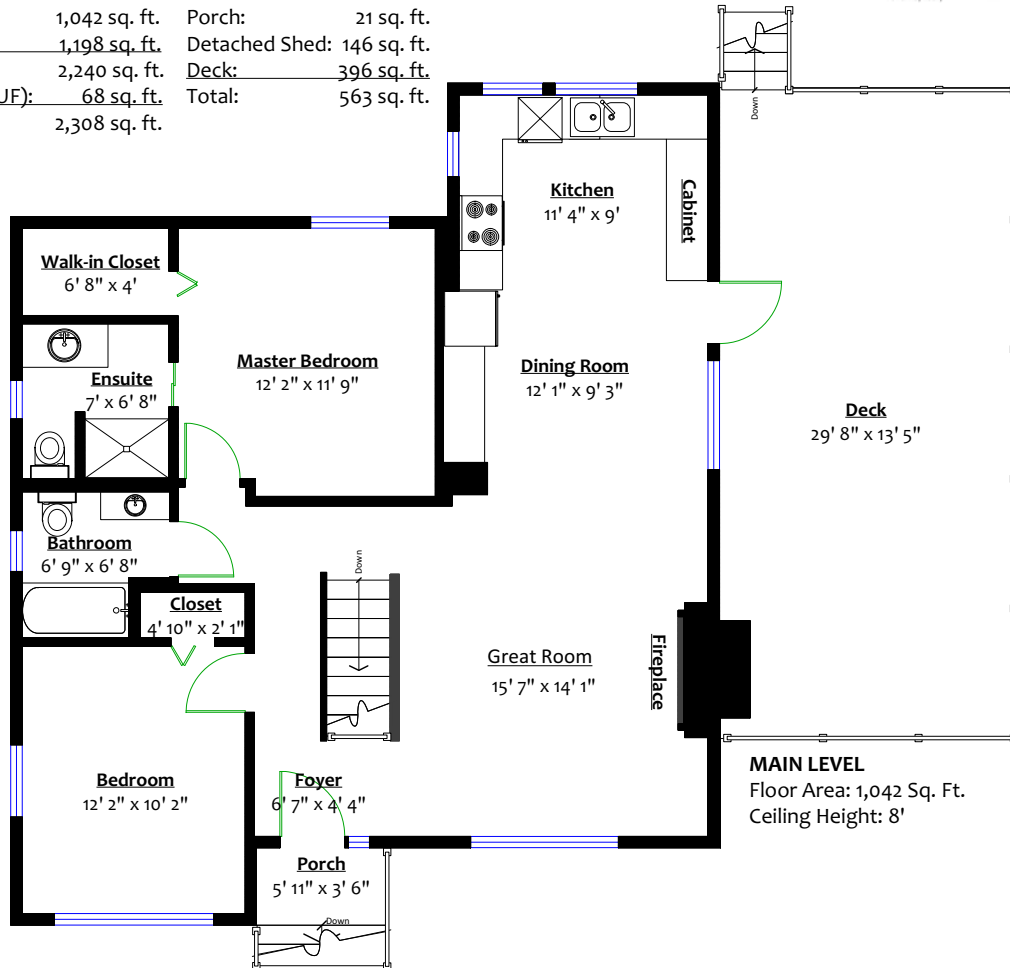 1,042 sq. ft. Porch: 21 sq. ft.
1,198 sq. ft. Detached Shed: 146 sq. ft.
2,240 sq. ft. Deck: 396 sq. ft.
UF): 68 sq. ft. Total: 563 sq. ft.
2,308 sq. ft.
Down
Kitchen
11' 4" x 9'
Cabinet
Walk-in Closet
6' 8" x 4'
Master Bedroom
12' 2" x 11' 9"
Ensuite
7' x 6' 8"
Dining Room
12' 1" x 9' 3"
Deck
29' 8" x 13' 5"
Bathroom
6' 9" x 6' 8"
Down
Closet
4' 10" x 2' 1"
Great Room
15' 7" x 14' 1"
Fireplace
Bedroom
12' 2" x 10' 2"
Foyer
6' 7" x 4' 4"
MAIN LEVEL
Floor Area: 1,042 Sq. Ft.
Ceiling Height: 8'
Porch
5' 11" x 3' 6"
Down